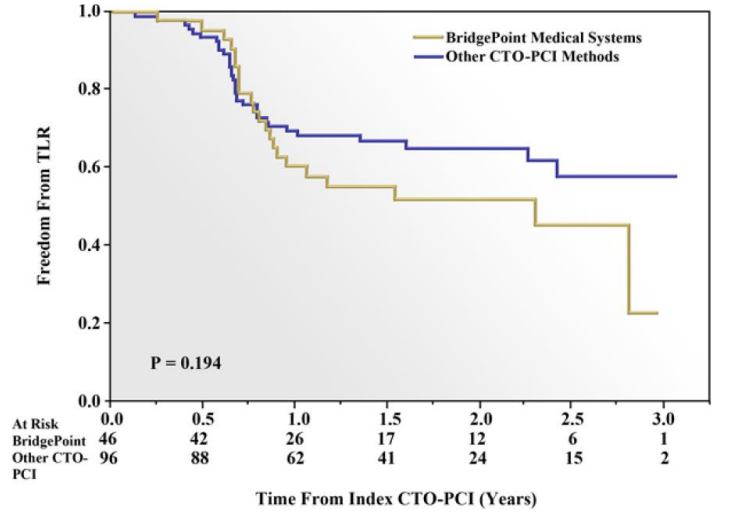 1.0
0.8
0.6
0.4
0.2
0.0
Freedom From TLR
BridgePoint Medical Systems
Other CTO-PCI Methods
P = 0.194
0.0 0.5 1.0 1.5 2.0 2.5 3.0
At Risk
BridgePoint 46 42 26 17 12 6 1
Other CTO- 96 88 62 41 24 15 2
PCI
Time From Index CTO-PCI (Years)